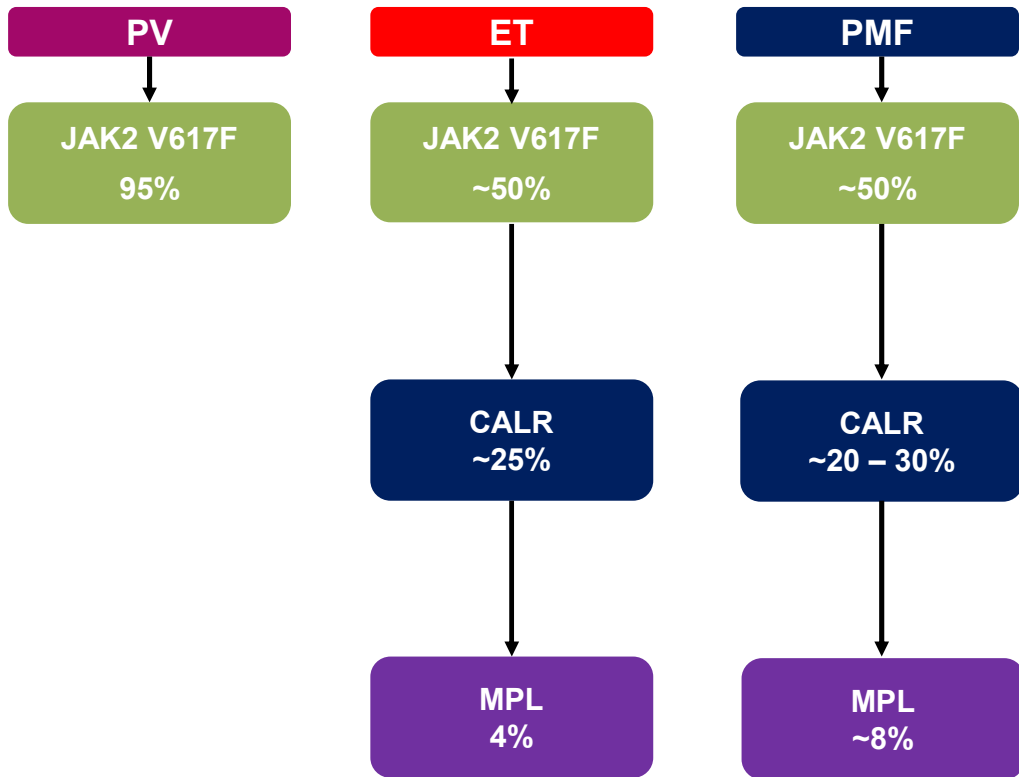 PV
JAK2 V617F
95%
ET
JAK2 V617F
~50%
CALR
~25%
MPL
4%
PMF
JAK2 V617F
~50%
CALR
~20 – 30%
MPL
~8%